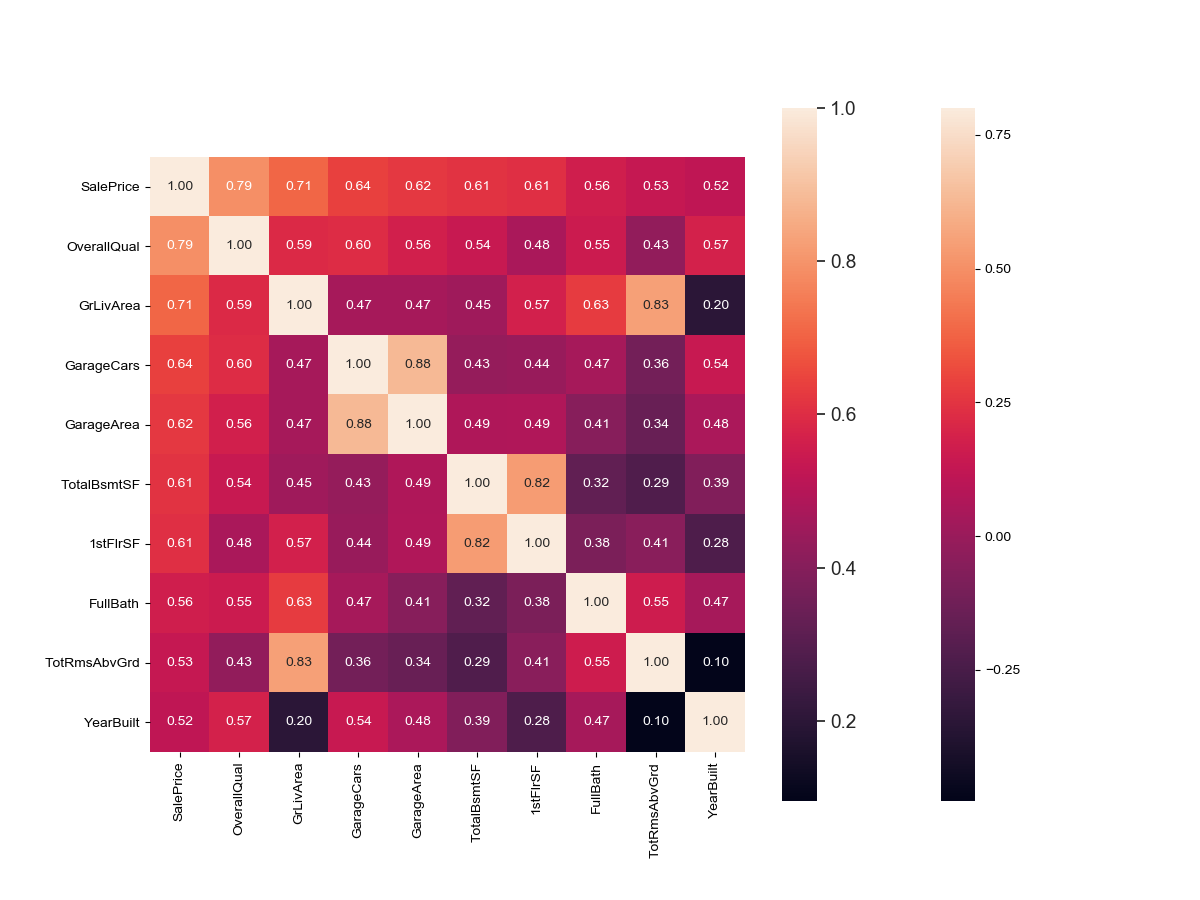 SalePrice 1.00 0.79 0.71 0.64 0.62 0.61 0.61 0.56 0.53 0.52
OverallQual 0.79 1.00 0.59 0.60 0.56 0.54 0.48 0.55 0.43 0.57
GrLivArea 0.71 0.59 1.00 0.47 0.47 0.45 0.57 0.63 0.83 0.20
GarageCars 0.64 0.60 0.47 1.00 0.88 0.43 0.44 0.47 0.36 0.54
GarageArea 0.62 0.56 0.47 0.88 1.00 0.49 0.49 0.41 0.34 0.48
TotalBsmtSF 0.61 0.54 0.45 0.43 0.49 1.00 0.82 0.32 0.29 0.39
1stFlrSF 0.61 0.48 0.57 0.44 0.49 0.82 1.00 0.38 0.41 0.28
FullBath 0.56 0.55 0.63 0.47 0.41 0.32 0.38 1.00 0.55 0.47
TotRmsAbvGrd 0.53 0.43 0.83 0.36 0.34 0.29 0.41 0.55 1.00 0.10
YearBuilt 0.52 0.57 0.20 0.54 0.48 0.39 0.28 0.47 0.10 1.00
SalePrice
OverallQual
GrLivArea
GarageCars
GarageArea
TotalBsmtSF
1stFlrSF
FullBath
TotRmsAbvGrd
YearBuilt
1.0
0.8
0.6
0.4
0.2
0.75
0.50
0.25
0.00
−0.25